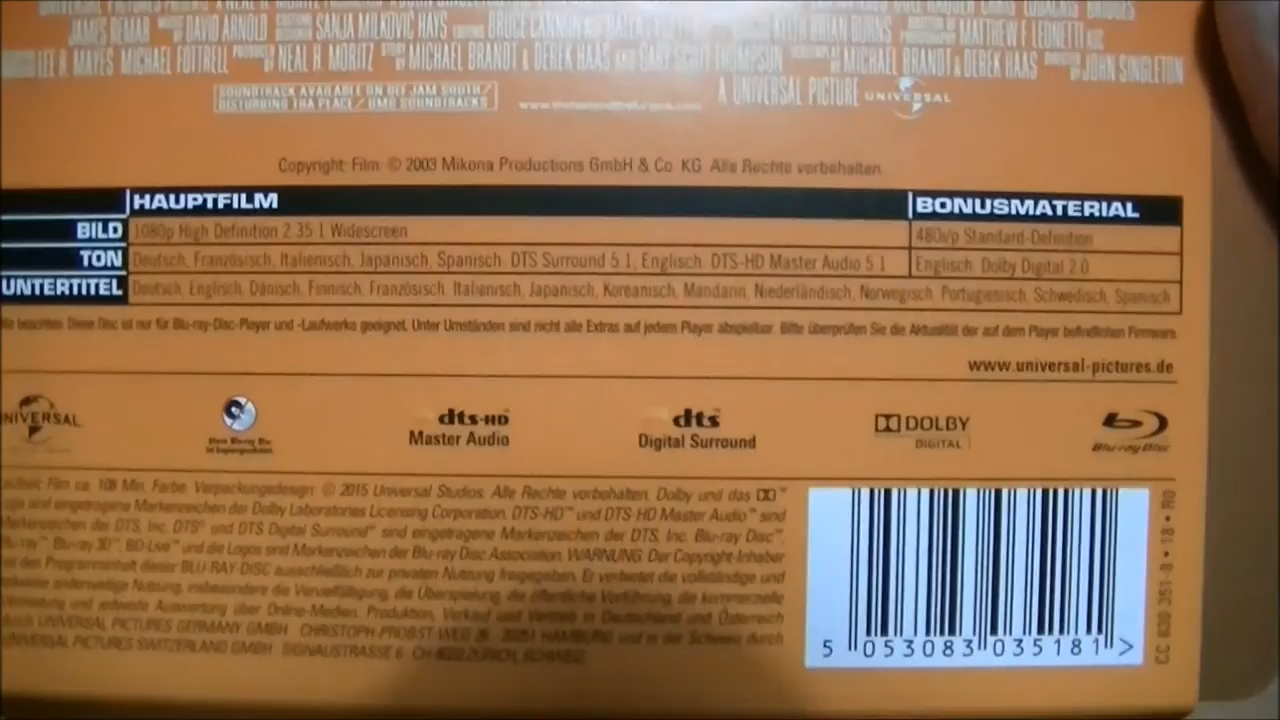 JAMES REMAR DAVID ARNOLD SANJA MILKOVIC HAYS BRUCE CANNON MATTHEW F. LEONETTI ASC
LEE R. MAYES MICHAEL FOTTRELL NEAL H. MORITZ MICHAEL BRANDT & DEREK HAAS AND GARY SCOTT THOMPSON MICHAEL BRANDT & DEREK HAAS JOHN SINGLETON
SOUNDTRACK AVAILABLE ON DEF JAM SOUTH/
DISTURBING THA PEACE/ UMG SOUNDTRACKS
A UNIVERSAL PICTURE UNIVERSAL
Copyright: Film: © 2003 Mikona Productions GmbH & Co. KG. Alle Rechte vorbehalten.
HAUPTFILM BONUSMATERIAL
BILD 1080p High Definition 2.35:1 Widescreen 480i/p Standard-Definition
TON Deutsch, Französisch, Italienisch, Japanisch, Spanisch: DTS Surround 5.1, Englisch: DTS-HD Master Audio 5.1 Englisch: Dolby Digital 2.0
UNTERTITEL Deutsch, Englisch, Dänisch, Finnisch, Französisch, Italienisch, Japanisch, Koreanisch, Mandarin, Niederländisch, Norwegisch, Portugiesisch, Schwedisch, Spanisch
beachten: Diese Disc ist nur für Blu-ray-Disc-Player und -Laufwerke geeignet. Unter Umständen sind nicht alle Extras auf jedem Player abspielbar. Bitte überprüfen Sie die Aktualität der auf dem Player befindlichen Firmware.
www.universal-pictures.de
UNIVERSAL
dts-HD
Master Audio
dts
Digital Surround
DOLBY
DIGITAL
Blu-ray Disc
Film ca. 108 Min. Farbe. Verpackungsdesign: © 2015 Universal Studios. Alle Rechte vorbehalten. Dolby und das ™
sind eingetragene Markenzeichen der Dolby Laboratories Licensing Corporation. DTS-HD™ und DTS-HD Master Audio™ sind
Markenzeichen der DTS, Inc. DTS® und DTS Digital Surround® sind eingetragene Markenzeichen der DTS, Inc. Blu-ray Disc™,
Blu-ray™, Blu-ray 3D™, BD-Live™ und die Logos sind Markenzeichen der Blu-ray Disc Association. WARNUNG: Der Copyright-Inhaber
hat den Programminhalt dieser BLU-RAY-DISC ausschließlich zur privaten Nutzung freigegeben. Er verbietet die vollständige und
anderweitige Nutzung, insbesondere die Vervielfältigung, die Überspielung, die öffentliche Vorführung, die kommerzielle
Vermietung und jedwede Auswertung über Online-Medien. Produktion, Verkauf und Vertrieb in Deutschland und Österreich
durch UNIVERSAL PICTURES GERMANY GMBH · CHRISTOPH-PROBST-WEG 26 · 20251 HAMBURG und in der Schweiz durch
UNIVERSAL PICTURES SWITZERLAND GMBH · SIGNAUSTRASSE 6 · CH-8032 ZÜRICH, SCHWEIZ
5 053083 035181 >
CC 830 351-8 • 18 • R0